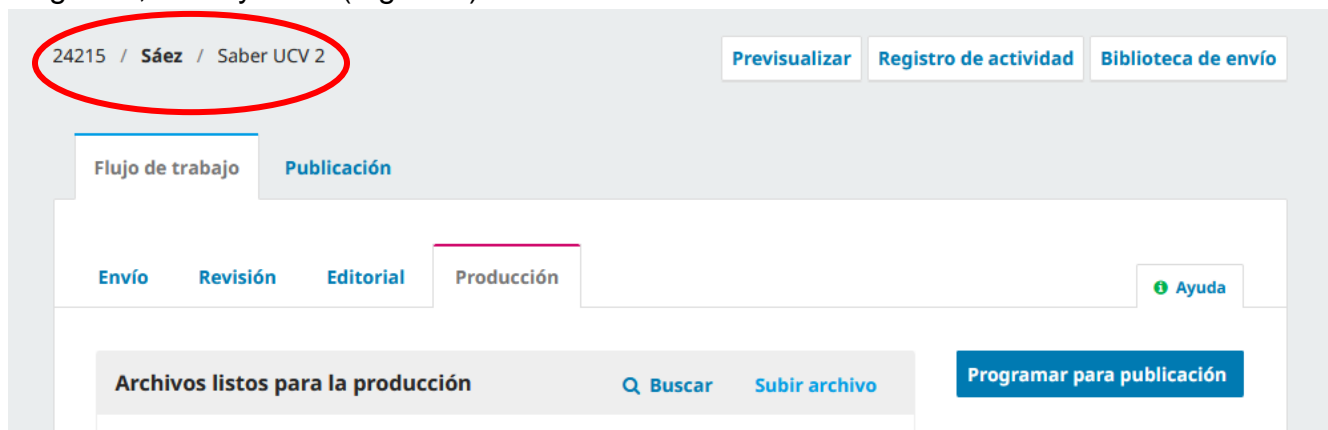 24215 / Sáez / Saber UCV 2
Previsualizar Registro de actividad Biblioteca de envío
Flujo de trabajo Publicación
Envío Revisión Editorial Producción
Ayuda
Archivos listos para la producción Buscar Subir archivo
Programar para publicación